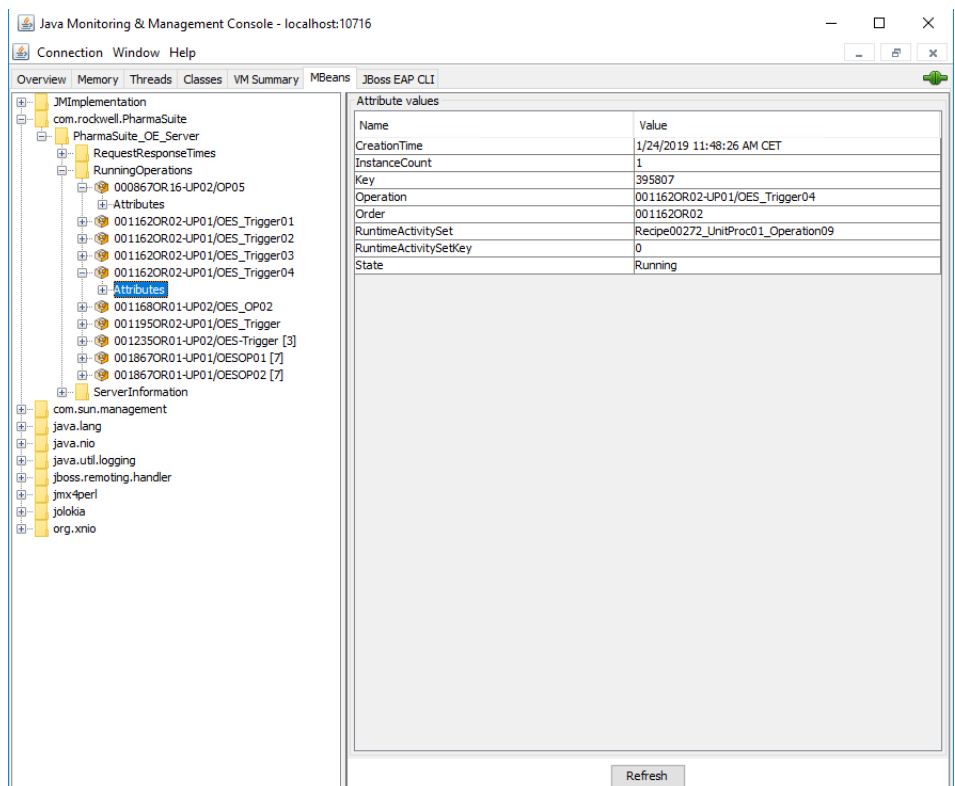 Java Monitoring & Management Console - localhost:10716
Connection Window Help
Overview Memory Threads Classes VM Summary MBeans JBoss EAP CLI
JMImplementation
com.rockwell.PharmaSuite
PharmaSuite_OE_Server
RequestResponseTimes
RunningOperations
000867OR16-UP02/OP05
Attributes
001162OR02-UP01/OES_Trigger01
001162OR02-UP01/OES_Trigger02
001162OR02-UP01/OES_Trigger03
001162OR02-UP01/OES_Trigger04
Attributes
001168OR01-UP02/OES_OP02
001195OR02-UP01/OES_Trigger
001235OR01-UP02/OES-Trigger [3]
001867OR01-UP01/OESOP01 [7]
001867OR01-UP01/OESOP02 [7]
ServerInformation
com.sun.management
java.lang
java.nio
java.util.logging
jboss.remoting.handler
jmx4perl
jolokia
org.xnio
Attribute values
Name Value
CreationTime 1/24/2019 11:48:26 AM CET
InstanceCount 1
Key 395807
Operation 001162OR02-UP01/OES_Trigger04
Order 001162OR02
RuntimeActivitySet Recipe00272_UnitProc01_Operation09
RuntimeActivitySetKey 0
State Running
Refresh